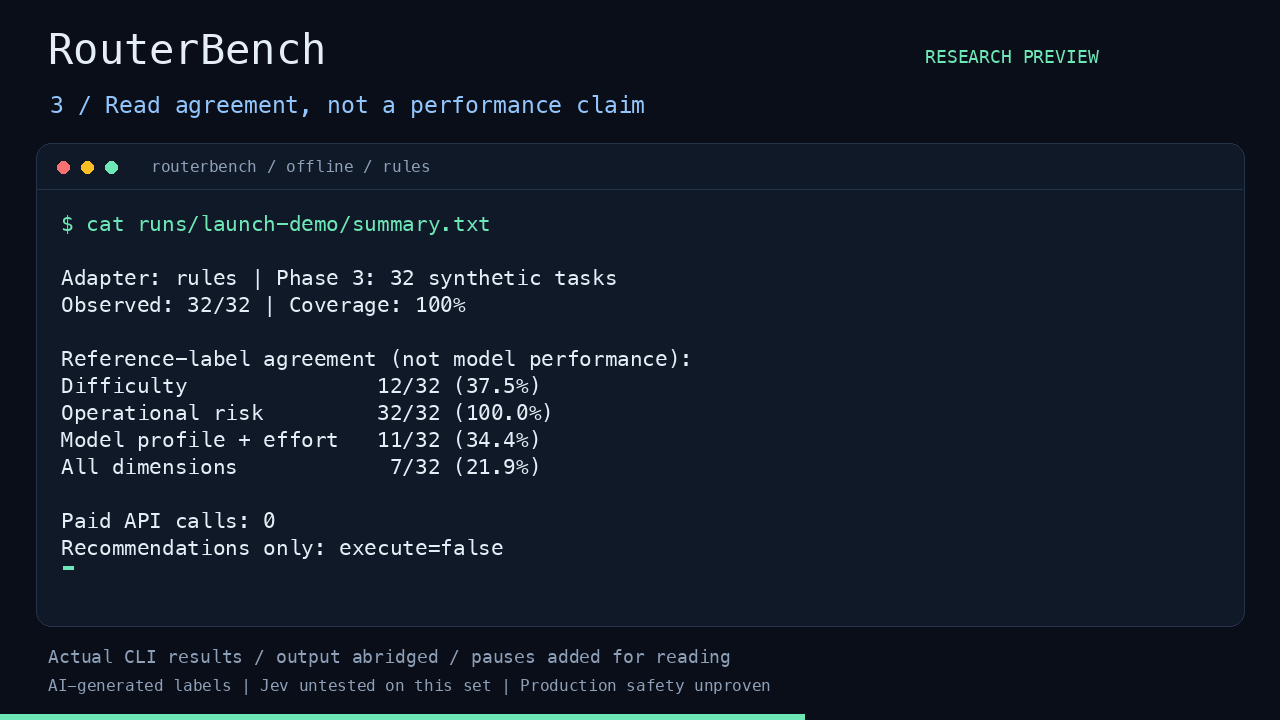 RouterBench
RESEARCH PREVIEW
3 / Read agreement, not a performance claim
routerbench / offline / rules
$ cat runs/launch-demo/summary.txt
Adapter: rules | Phase 3: 32 synthetic tasks
Observed: 32/32 | Coverage: 100%
Reference-label agreement (not model performance):
Difficulty 12/32 (37.5%)
Operational risk 32/32 (100.0%)
Model profile + effort 11/32 (34.4%)
All dimensions 7/32 (21.9%)
Paid API calls: 0
Recommendations only: execute=false
Actual CLI results / output abridged / pauses added for reading
AI-generated labels | Jev untested on this set | Production safety unproven